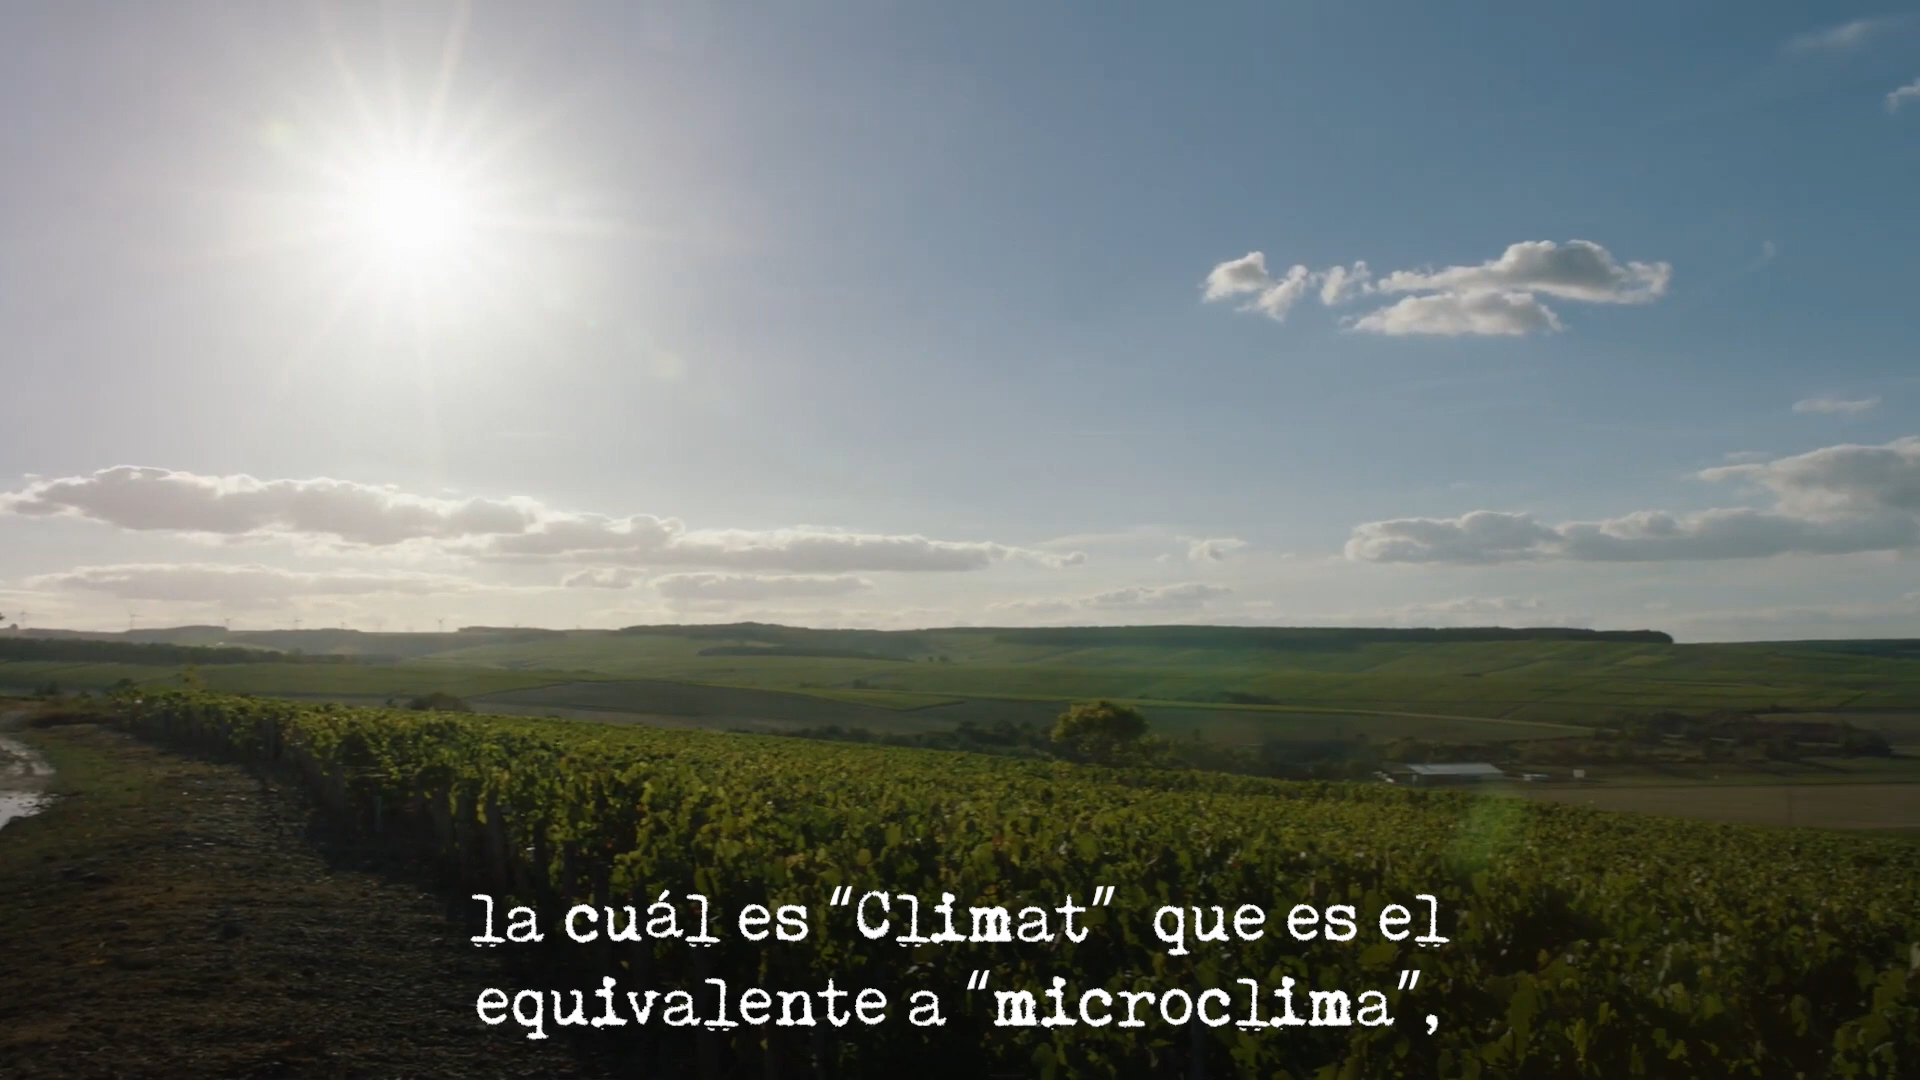 la cuál es “Climat” que es el
equivalente a “microclima”,